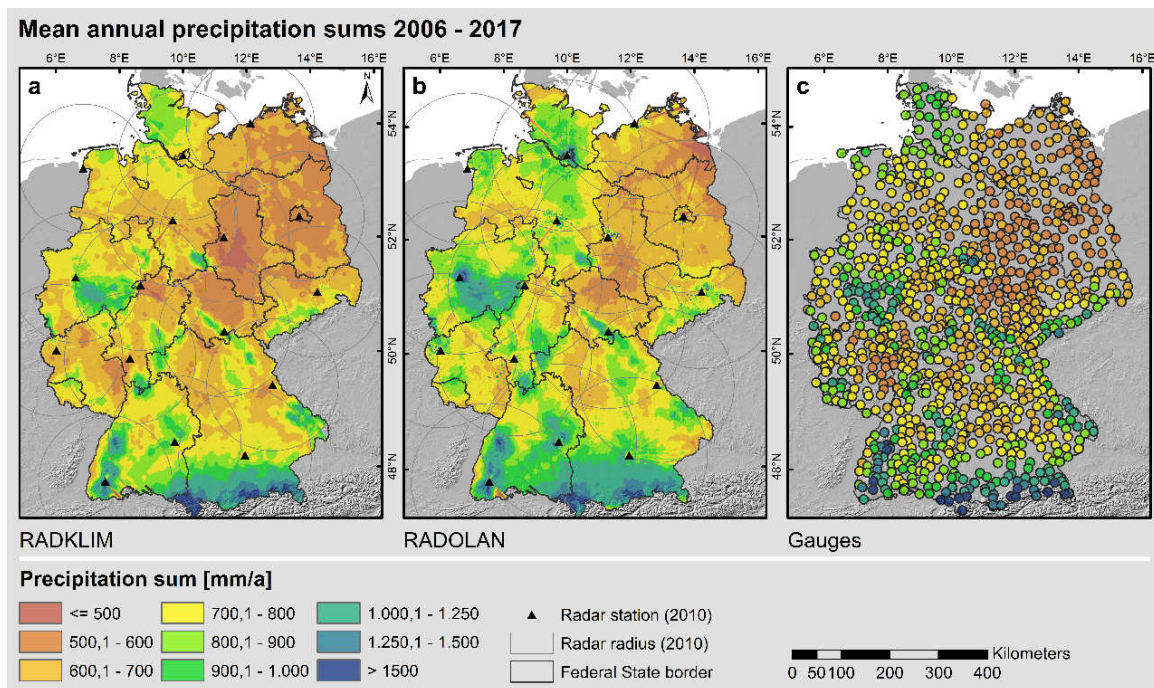 Mean annual precipitation sums 2006 - 2017
6°E 8°E 10°E 12°E 14°E 16°E
6°E 8°E 10°E 12°E 14°E 16°E
6°E 8°E 10°E 12°E 14°E 16°E
a
N
b
c
54°N
54°N
52°N
52°N
50°N
50°N
48°N
48°N
RADKLIM
RADOLAN
Gauges
Precipitation sum [mm/a]
<= 500
700,1 - 800
1.000,1 - 1.250
Radar station (2010)
500,1 - 600
800,1 - 900
1.250,1 - 1.500
Radar radius (2010)
600,1 - 700
900,1 - 1.000
> 1500
Federal State border
Kilometers
0 50 100 200 300 400